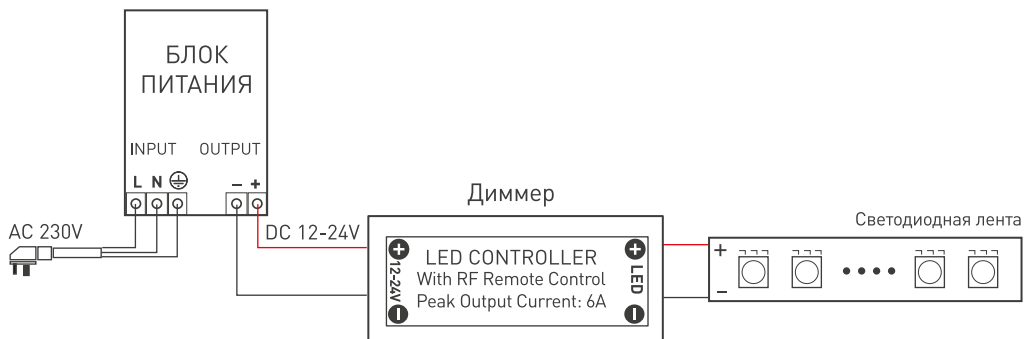 БЛОК
ПИТАНИЯ
INPUT OUTPUT
L N − +
AC 230V
DC 12-24V
Диммер
12-24V
LED CONTROLLER
With RF Remote Control
Peak Output Current: 6A
LED
Светодиодная лента
+
−